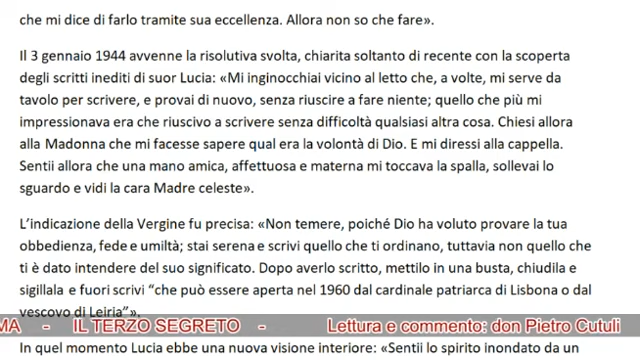 che mi dice di farlo tramite sua eccellenza. Allora non so che fare».
Il 3 gennaio 1944 avvenne la risolutiva svolta, chiarita soltanto di recente con la scoperta
degli scritti inediti di suor Lucia: «Mi inginocchiai vicino al letto che, a volte, mi serve da
tavolo per scrivere, e provai di nuovo, senza riuscire a fare niente; quello che più mi
impressionava era che riuscivo a scrivere senza difficoltà qualsiasi altra cosa. Chiesi allora
alla Madonna che mi facesse sapere qual era la volontà di Dio. E mi diressi alla cappella.
Sentii allora che una mano amica, affettuosa e materna mi toccava la spalla, sollevai lo
sguardo e vidi la cara Madre celeste».
L'indicazione della Vergine fu precisa: «Non temere, poiché Dio ha voluto provare la tua
obbedienza, fede e umiltà; stai serena e scrivi quello che ti ordinano, tuttavia non quello che
ti è dato intendere del suo significato. Dopo averlo scritto, mettilo in una busta, chiudila e
sigillala e fuori scrivi "che può essere aperta nel 1960 dal cardinale patriarca di Lisbona o dal
vescovo di Leiria"».
MA - IL TERZO SEGRETO - Lettura e commento: don Pietro Cutuli
In quel momento Lucia ebbe una nuova visione interiore: «Sentii lo spirito inondato da un